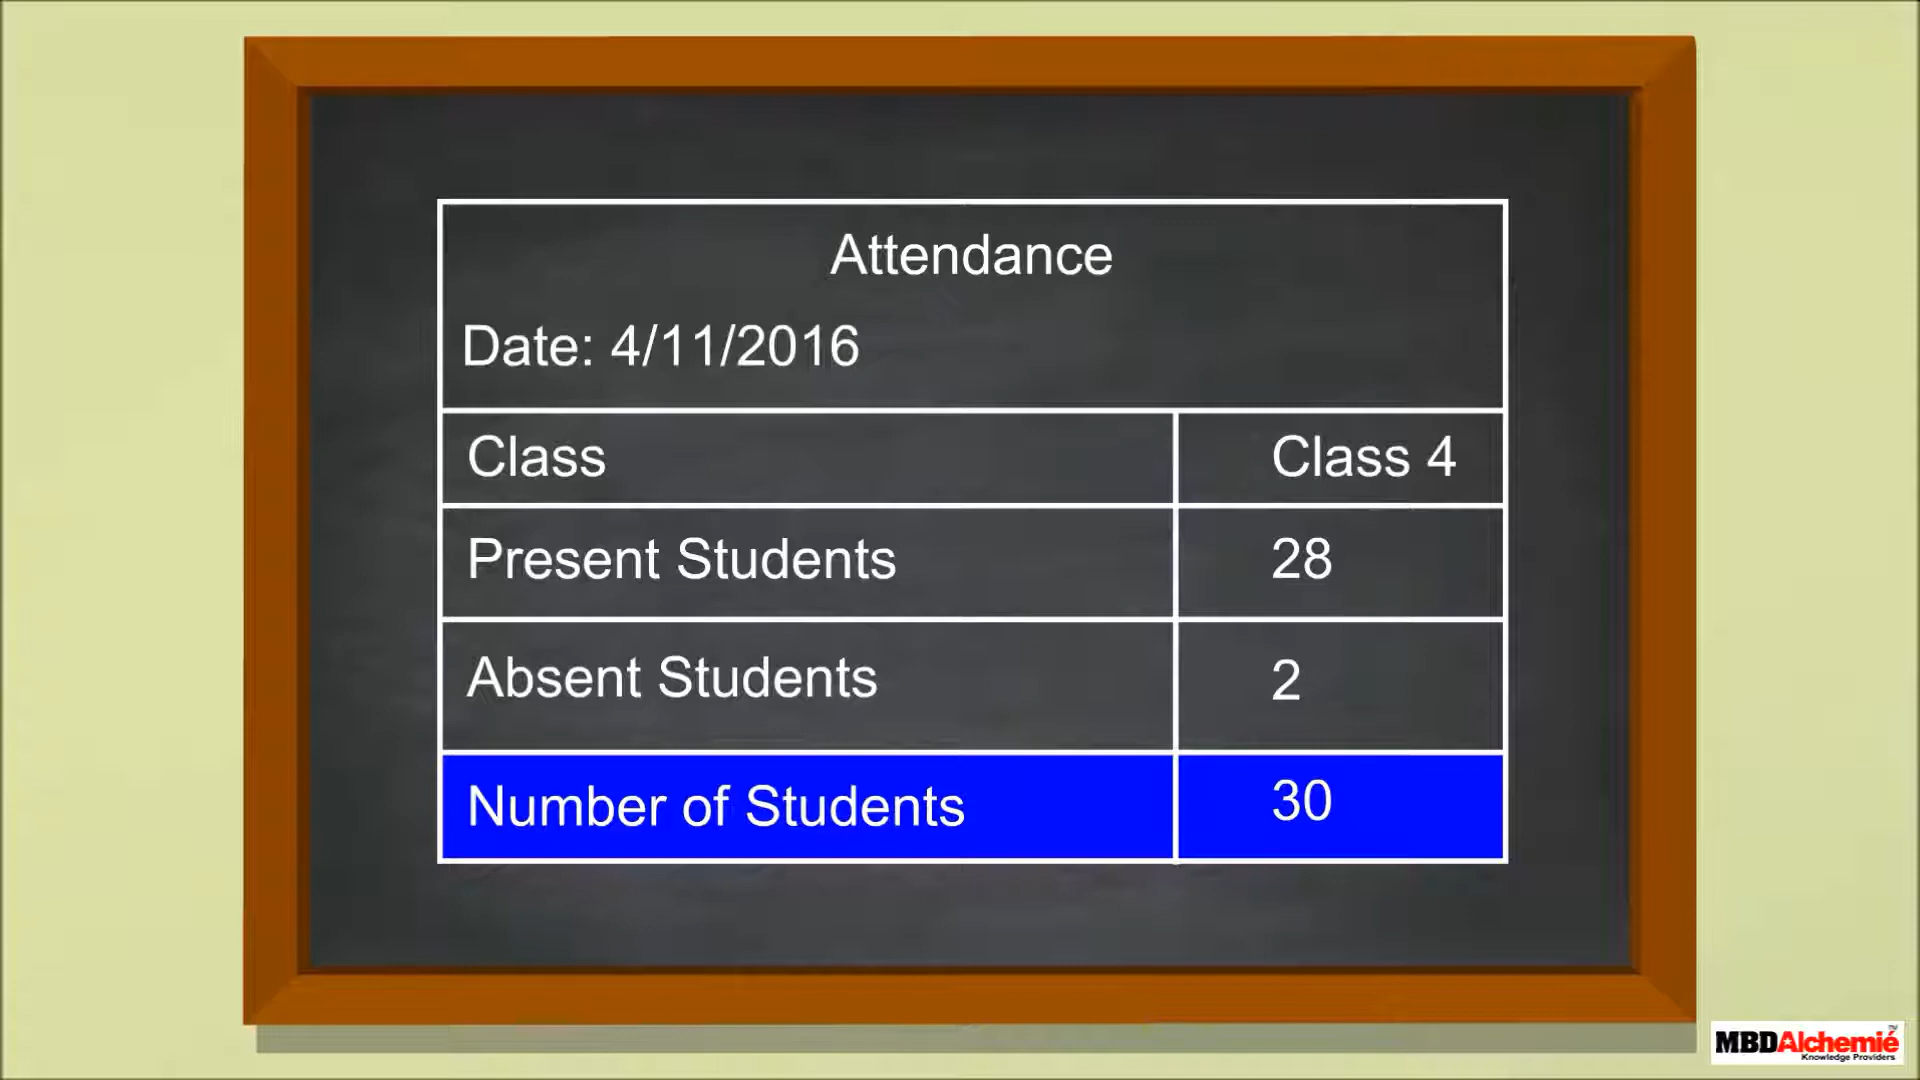 Attendance
Date: 4/11/2016
Class Class 4
Present Students 28
Absent Students 2
Number of Students 30
MBDAlchemié™
Knowledge Providers